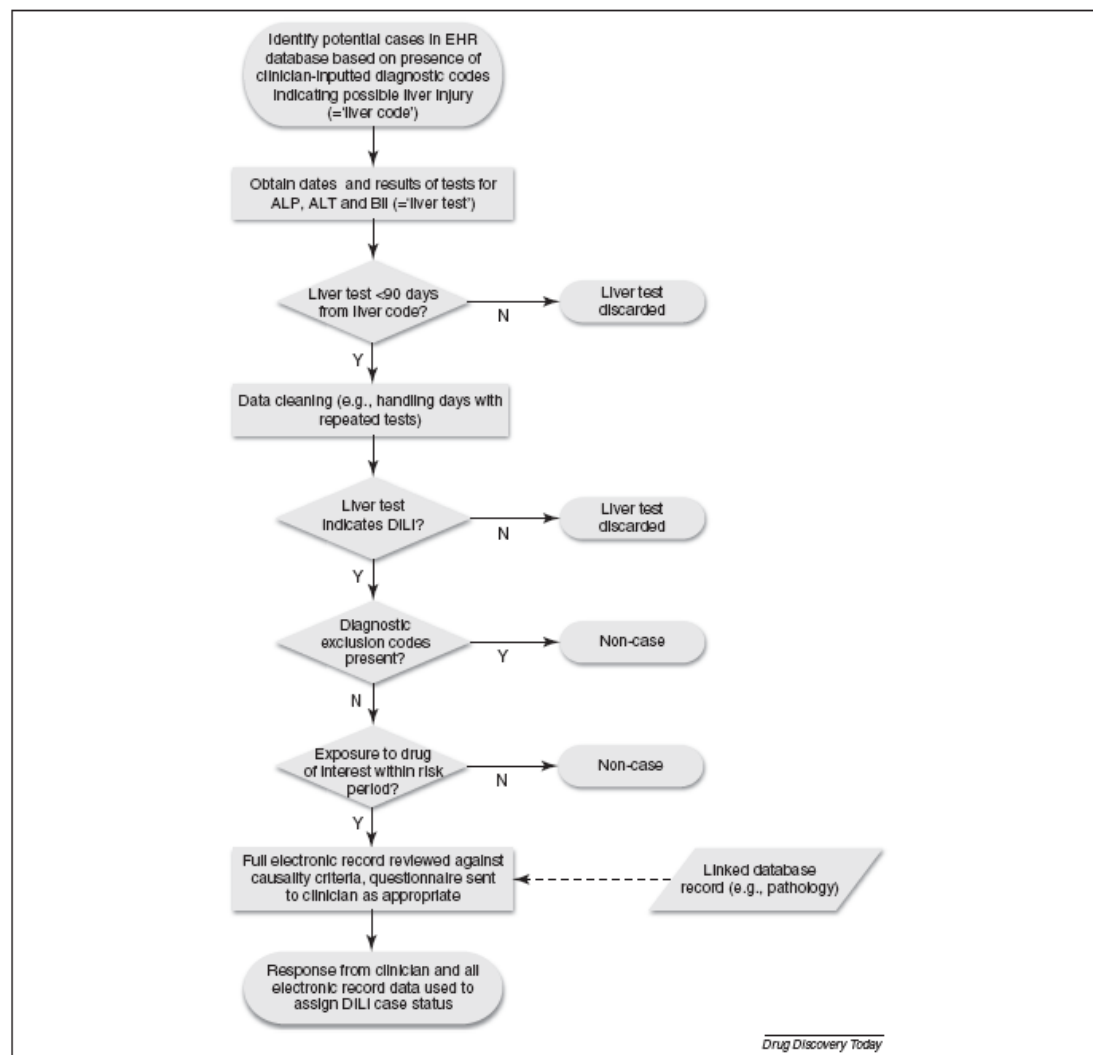 Identify potential cases in EHR
database based on presence of
clinician-inputted diagnostic codes
indicating possible liver injury
(=‘liver code’)
Obtain dates and results of tests for
ALP, ALT and Bili (=‘liver test’)
Liver test <90 days
from liver code?
N
Liver test
discarded
Y
Data cleaning (e.g., handling days with
repeated tests)
Liver test
indicates DILI?
N
Liver test
discarded
Y
Diagnostic
exclusion codes
present?
Y
Non-case
N
Exposure to drug
of interest within risk
period?
N
Non-case
Y
Full electronic record reviewed against
causality criteria, questionnaire sent
to clinician as appropriate
Linked database
record (e.g., pathology)
Response from clinician and all
electronic record data used to
assign DILI case status
Drug Discovery Today